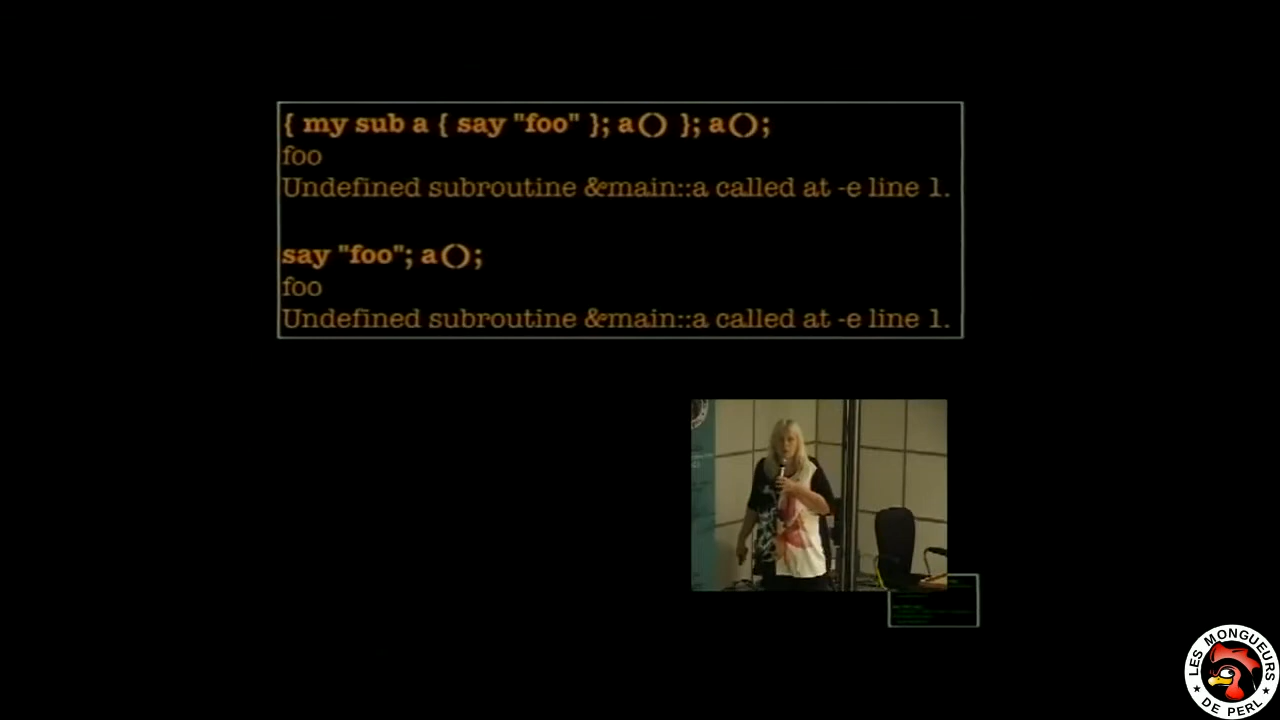 { my sub a { say "foo" }; a() }; a();
foo
Undefined subroutine &main::a called at -e line 1.
say "foo"; a();
foo
Undefined subroutine &main::a called at -e line 1.
LES MONGUEURS
DE PERL